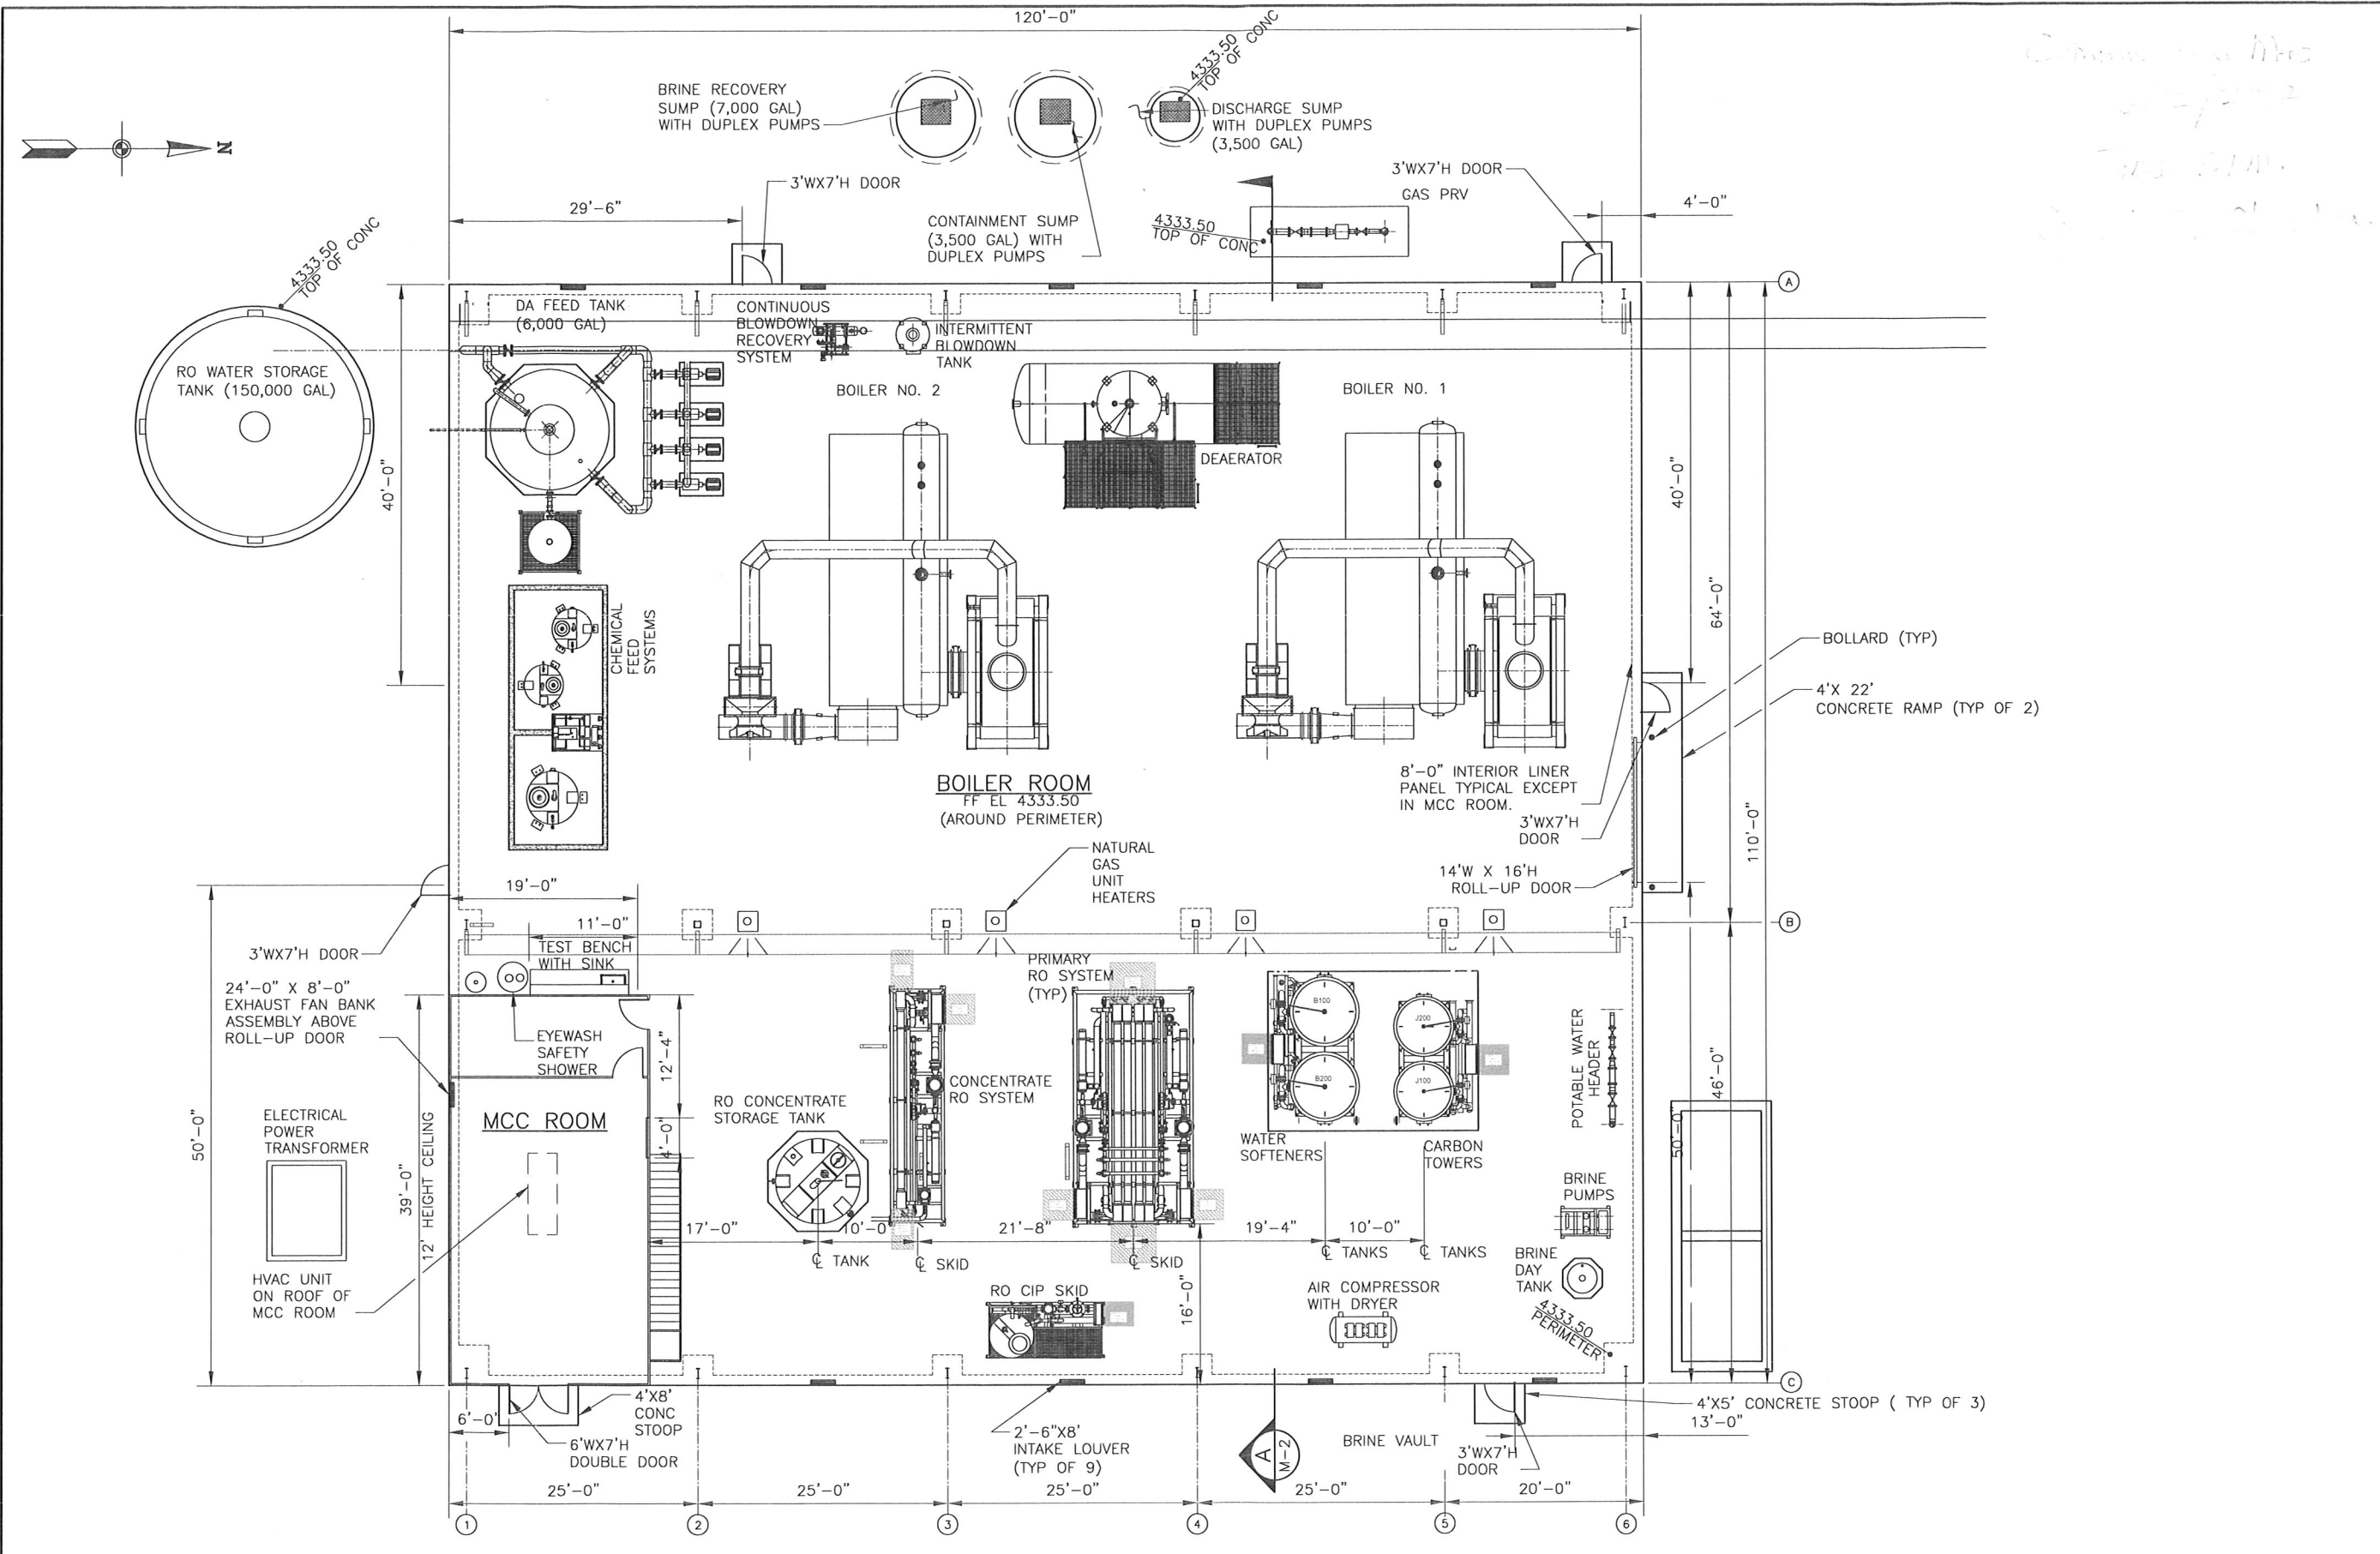 120'-0"
BRINE RECOVERY
SUMP (7,000 GAL)
WITH DUPLEX PUMPS
4333.50
TOP OF CONC
DISCHARGE SUMP
WITH DUPLEX PUMPS
(3,500 GAL)
N
3'WX7'H DOOR
3'WX7'H DOOR
GAS PRV
29'-6"
4'-0"
CONTAINMENT SUMP
(3,500 GAL) WITH
DUPLEX PUMPS
4333.50
TOP OF CONC
4333.50
TOP OF CONC
A
DA FEED TANK
(6,000 GAL)
CONTINUOUS
BLOWDOWN
RECOVERY
SYSTEM
INTERMITTENT
BLOWDOWN
TANK
RO WATER STORAGE
TANK (150,000 GAL)
BOILER NO. 2
BOILER NO. 1
DEAERATOR
40'-0"
40'-0"
64'-0"
110'-0"
CHEMICAL
FEED
SYSTEMS
BOLLARD (TYP)
4'X 22'
CONCRETE RAMP (TYP OF 2)
BOILER ROOM
FF EL 4333.50
(AROUND PERIMETER)
8'-0" INTERIOR LINER
PANEL TYPICAL EXCEPT
IN MCC ROOM.
3'WX7'H
DOOR
14'W X 16'H
ROLL-UP DOOR
NATURAL
GAS
UNIT
HEATERS
19'-0"
11'-0"
B
3'WX7'H DOOR
TEST BENCH
WITH SINK
24'-0" X 8'-0"
EXHAUST FAN BANK
ASSEMBLY ABOVE
ROLL-UP DOOR
PRIMARY
RO SYSTEM
(TYP)
B100
B200
J200
J100
EYEWASH
SAFETY
SHOWER
12'-4"
4'-0"
POTABLE WATER
HEADER
46'-0"
50'-0"
50'-0"
ELECTRICAL
POWER
TRANSFORMER
MCC ROOM
39'-0"
12' HEIGHT CEILING
RO CONCENTRATE
STORAGE TANK
CONCENTRATE
RO SYSTEM
WATER
SOFTENERS
CARBON
TOWERS
BRINE
PUMPS
17'-0"
10'-0
21'-8"
19'-4"
10'-0"
℄ TANK
℄ SKID
℄ SKID
℄ TANKS
℄ TANKS
BRINE
DAY
TANK
HVAC UNIT
ON ROOF OF
MCC ROOM
RO CIP SKID
16'-0"
AIR COMPRESSOR
WITH DRYER
4333.50
PERIMETER
C
6'-0"
4'X8'
CONC
STOOP
6'WX7'H
DOUBLE DOOR
2'-6"X8'
INTAKE LOUVER
(TYP OF 9)
A
M-2
BRINE VAULT
3'WX7'H
DOOR
4'X5' CONCRETE STOOP ( TYP OF 3)
13'-0"
25'-0"
25'-0"
25'-0"
25'-0"
20'-0"
1
2
3
4
5
6